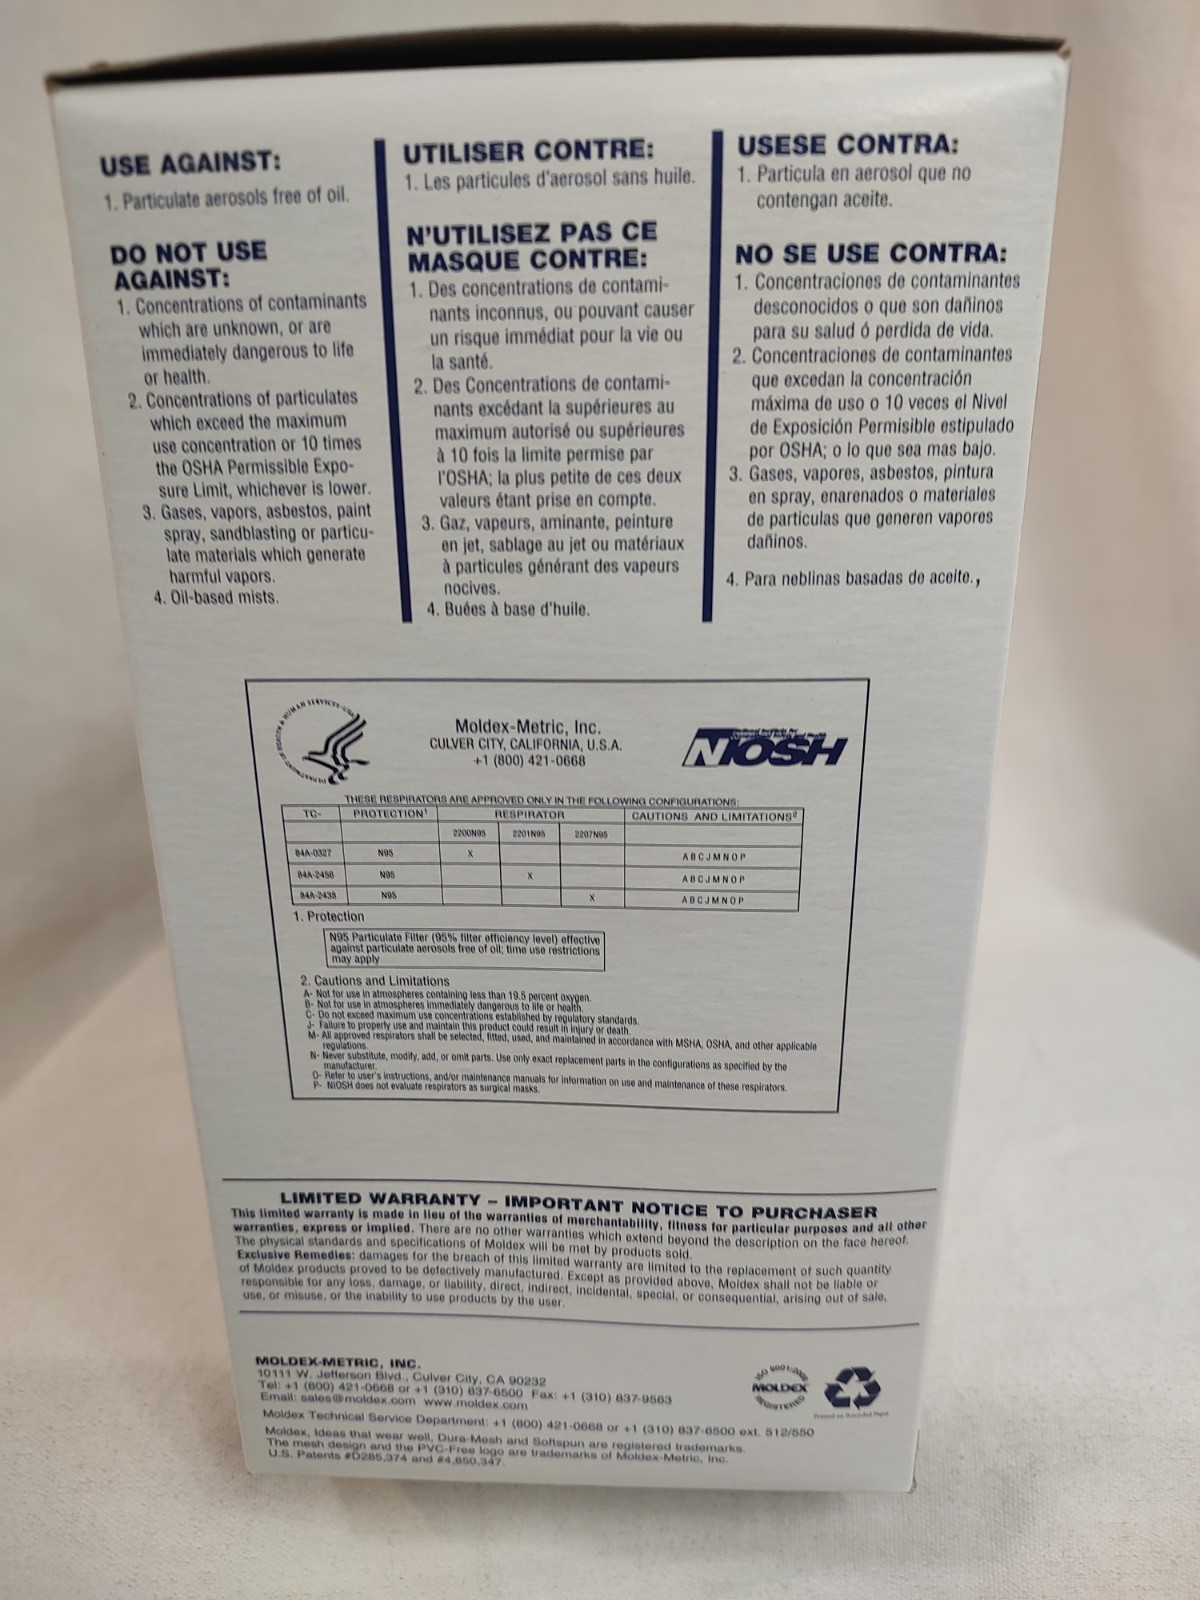 USE AGAINST:
1. Particulate aerosols free of oil.
DO NOT USE
AGAINST:
1. Concentrations of contaminants
which are unknown, or are
immediately dangerous to life
or health.
2. Concentrations of particulates
which exceed the maximum
use concentration or 10 times
the OSHA Permissible Expo-
sure Limit, whichever is lower.
3. Gases, vapors, asbestos, paint
spray, sandblasting or particu-
late materials which generate
harmful vapors.
4. Oil-based mists.
UTILISER CONTRE:
1. Les particules d'aerosol sans huile.
N'UTILISEZ PAS CE
MASQUE CONTRE:
1. Des concentrations de contami-
nants inconnus, ou pouvant causer
un risque immédiat pour la vie ou
la santé.
2. Des Concentrations de contami-
nants excédant la supérieures au
maximum autorisé ou supérieures
à 10 fois la limite permise par
l'OSHA; la plus petite de ces deux
valeurs étant prise en compte.
3. Gaz, vapeurs, aminante, peinture
en jet, sablage au jet ou matériaux
à particules générant des vapeurs
nocives.
4. Buées à base d'huile.
USESE CONTRA:
1. Particula en aerosol que no
contengan aceite.
NO SE USE CONTRA:
1. Concentraciones de contaminantes
desconocidos o que son dañinos
para su salud ó perdida de vida.
2. Concentraciones de contaminantes
que excedan la concentración
máxima de uso o 10 veces el Nivel
de Exposición Permisible estipulado
por OSHA; o lo que sea mas bajo.
3. Gases, vapores, asbestos, pintura
en spray, enarenados o materiales
de particulas que generen vapores
dañinos.
4. Para neblinas basadas de aceite.,
Moldex-Metric, Inc.
CULVER CITY, CALIFORNIA, U.S.A.
+1 (800) 421-0668
NIOSH
THESE RESPIRATORS ARE APPROVED ONLY IN THE FOLLOWING CONFIGURATIONS:
TC- PROTECTION¹ RESPIRATOR CAUTIONS AND LIMITATIONS²
2200N95 2201N95 2207N95
84A-0327 N95 X ABCJMNOP
84A-2456 N95 X ABCJMNOP
84A-2438 N95 X ABCJMNOP
1. Protection
N95 Particulate Filter (95% filter efficiency level) effective
against particulate aerosols free of oil; time use restrictions
may apply
2. Cautions and Limitations
A- Not for use in atmospheres containing less than 19.5 percent oxygen.
B- Not for use in atmospheres immediately dangerous to life or health.
C- Do not exceed maximum use concentrations established by regulatory standards.
J- Failure to properly use and maintain this product could result in injury or death.
M- All approved respirators shall be selected, fitted, used, and maintained in accordance with MSHA, OSHA, and other applicable
regulations.
N- Never substitute, modify, add, or omit parts. Use only exact replacement parts in the configurations as specified by the
manufacturer.
O- Refer to user's instructions, and/or maintenance manuals for information on use and maintenance of these respirators.
P- NIOSH does not evaluate respirators as surgical masks.
LIMITED WARRANTY – IMPORTANT NOTICE TO PURCHASER
This limited warranty is made in lieu of the warranties of merchantability, fitness for particular purposes and all other
warranties, express or implied. There are no other warranties which extend beyond the description on the face hereof.
The physical standards and specifications of Moldex will be met by products sold.
Exclusive Remedies: damages for the breach of this limited warranty are limited to the replacement of such quantity
of Moldex products proved to be defectively manufactured. Except as provided above, Moldex shall not be liable or
responsible for any loss, damage, or liability, direct, indirect, incidental, special, or consequential, arising out of sale,
use, or misuse, or the inability to use products by the user.
MOLDEX-METRIC, INC.
10111 W. Jefferson Blvd., Culver City, CA 90232
Tel: +1 (800) 421-0668 or +1 (310) 837-6500 Fax: +1 (310) 837-9563
Email: sales@moldex.com www.moldex.com
Moldex Technical Service Department: +1 (800) 421-0668 or +1 (310) 837-6500 ext. 512/550
Moldex, Ideas that wear well, Dura-Mesh and Softspun are registered trademarks.
The mesh design and the PVC-Free logo are trademarks of Moldex-Metric, Inc.
U.S. Patents #D285,374 and #4,850,347.
MOLDEX
REGISTERED
Printed on Recycled Paper